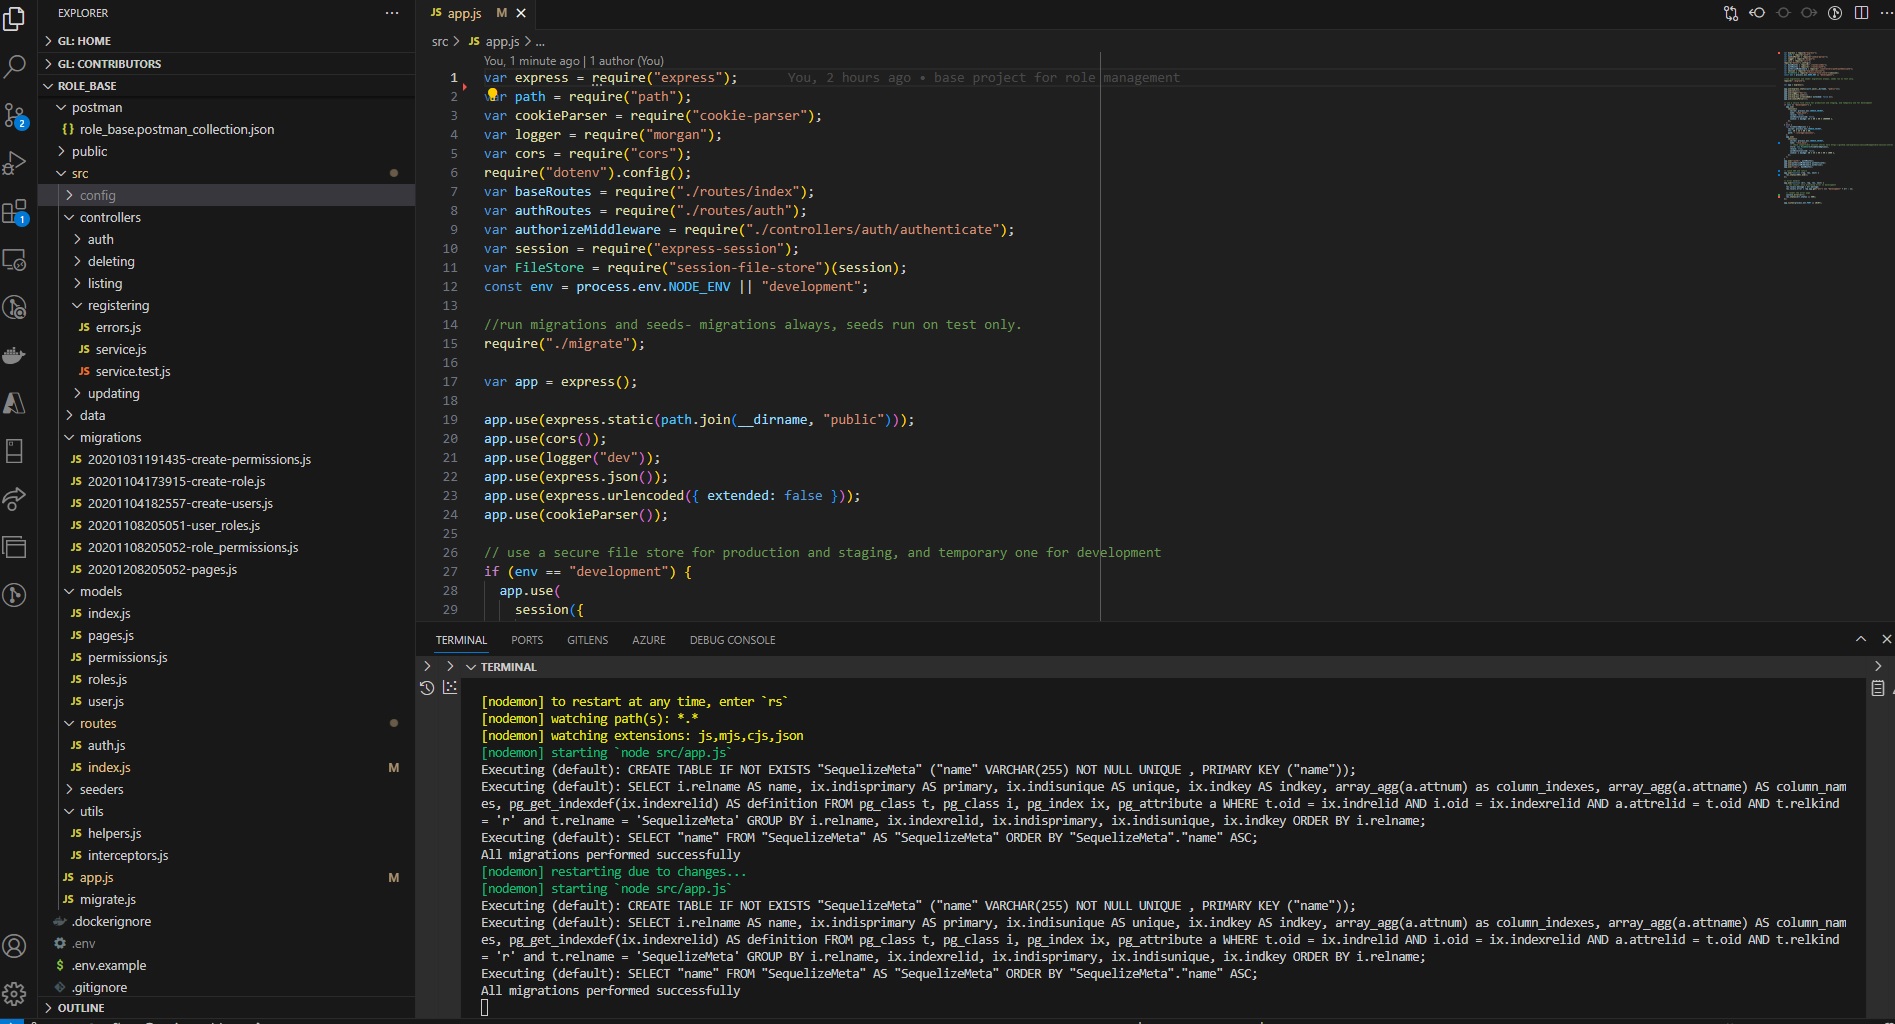 EXPLORER
GL: HOME
GL: CONTRIBUTORS
ROLE_BASE
postman
{} role_base.postman_collection.json
public
src
config
controllers
auth
deleting
listing
registering
JS errors.js
JS service.js
JS service.test.js
updating
data
migrations
JS 20201031191435-create-permissions.js
JS 20201104173915-create-role.js
JS 20201104182557-create-users.js
JS 20201108205051-user_roles.js
JS 20201108205052-role_permissions.js
JS 20201208205052-pages.js
models
JS index.js
JS pages.js
JS permissions.js
JS roles.js
JS user.js
routes
JS auth.js
JS index.js M
seeders
utils
JS helpers.js
JS interceptors.js
JS app.js M
JS migrate.js
.dockerignore
.env
$ .env.example
.gitignore
OUTLINE
2
1
JS app.js M
src > JS app.js > ...
You, 1 minute ago | 1 author (You)
1 var express = require("express"); You, 2 hours ago • base project for role management
2 var path = require("path");
3 var cookieParser = require("cookie-parser");
4 var logger = require("morgan");
5 var cors = require("cors");
6 require("dotenv").config();
7 var baseRoutes = require("./routes/index");
8 var authRoutes = require("./routes/auth");
9 var authorizeMiddleware = require("./controllers/auth/authenticate");
10 var session = require("express-session");
11 var FileStore = require("session-file-store")(session);
12 const env = process.env.NODE_ENV || "development";
13
14 //run migrations and seeds- migrations always, seeds run on test only.
15 require("./migrate");
16
17 var app = express();
18
19 app.use(express.static(path.join(__dirname, "public")));
20 app.use(cors());
21 app.use(logger("dev"));
22 app.use(express.json());
23 app.use(express.urlencoded({ extended: false }));
24 app.use(cookieParser());
25
26 // use a secure file store for production and staging, and temporary one for development
27 if (env == "development") {
28 app.use(
29 session({
TERMINAL PORTS GITLENS AZURE DEBUG CONSOLE
TERMINAL
[nodemon] to restart at any time, enter `rs`
[nodemon] watching path(s): *.*
[nodemon] watching extensions: js,mjs,cjs,json
[nodemon] starting `node src/app.js`
Executing (default): CREATE TABLE IF NOT EXISTS "SequelizeMeta" ("name" VARCHAR(255) NOT NULL UNIQUE , PRIMARY KEY ("name"));
Executing (default): SELECT i.relname AS name, ix.indisprimary AS primary, ix.indisunique AS unique, ix.indkey AS indkey, array_agg(a.attnum) as column_indexes, array_agg(a.attname) AS column_nam
es, pg_get_indexdef(ix.indexrelid) AS definition FROM pg_class t, pg_class i, pg_index ix, pg_attribute a WHERE t.oid = ix.indrelid AND i.oid = ix.indexrelid AND a.attrelid = t.oid AND t.relkind
= 'r' and t.relname = 'SequelizeMeta' GROUP BY i.relname, ix.indexrelid, ix.indisprimary, ix.indisunique, ix.indkey ORDER BY i.relname;
Executing (default): SELECT "name" FROM "SequelizeMeta" AS "SequelizeMeta" ORDER BY "SequelizeMeta"."name" ASC;
All migrations performed successfully
[nodemon] restarting due to changes...
[nodemon] starting `node src/app.js`
Executing (default): CREATE TABLE IF NOT EXISTS "SequelizeMeta" ("name" VARCHAR(255) NOT NULL UNIQUE , PRIMARY KEY ("name"));
Executing (default): SELECT i.relname AS name, ix.indisprimary AS primary, ix.indisunique AS unique, ix.indkey AS indkey, array_agg(a.attnum) as column_indexes, array_agg(a.attname) AS column_nam
es, pg_get_indexdef(ix.indexrelid) AS definition FROM pg_class t, pg_class i, pg_index ix, pg_attribute a WHERE t.oid = ix.indrelid AND i.oid = ix.indexrelid AND a.attrelid = t.oid AND t.relkind
= 'r' and t.relname = 'SequelizeMeta' GROUP BY i.relname, ix.indexrelid, ix.indisprimary, ix.indisunique, ix.indkey ORDER BY i.relname;
Executing (default): SELECT "name" FROM "SequelizeMeta" AS "SequelizeMeta" ORDER BY "SequelizeMeta"."name" ASC;
All migrations performed successfully